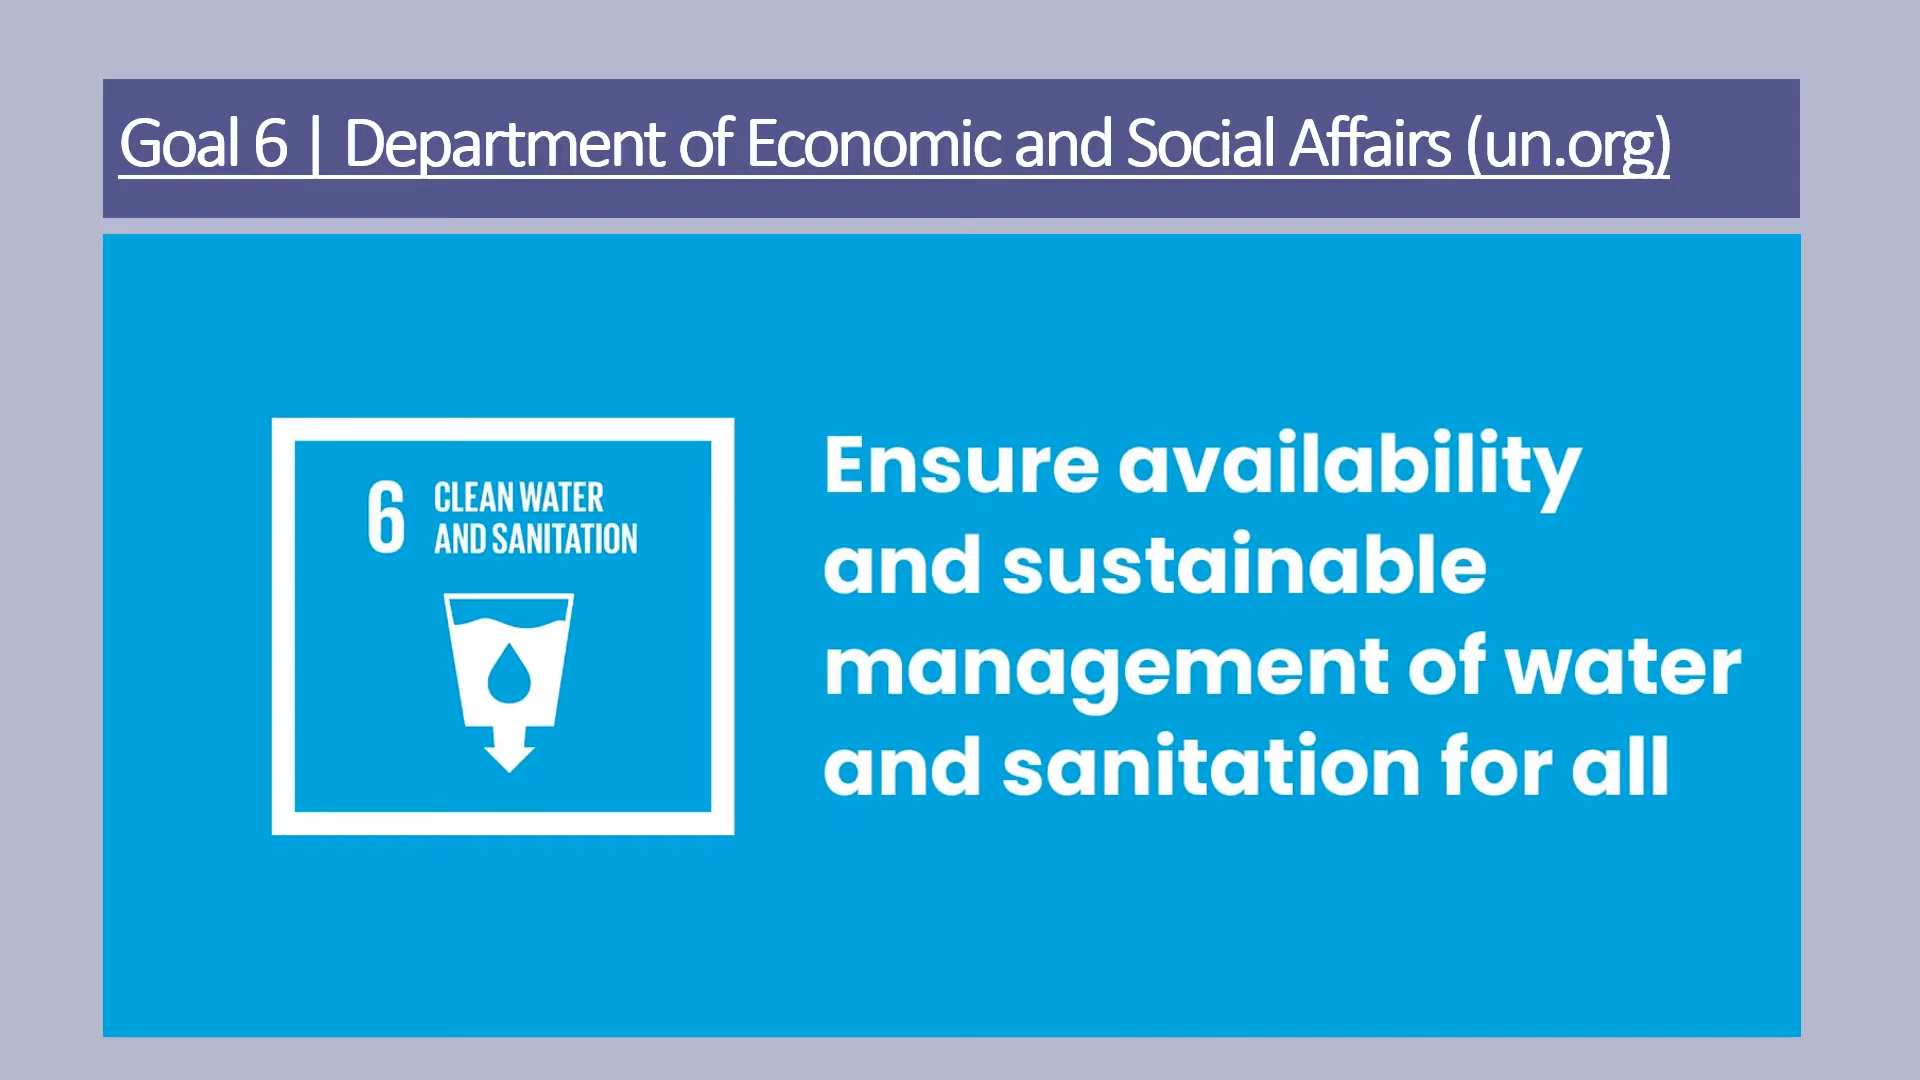 Goal 6 | Department of Economic and Social Affairs (un.org)
6 CLEAN WATER
AND SANITATION
Ensure availability
and sustainable
management of water
and sanitation for all